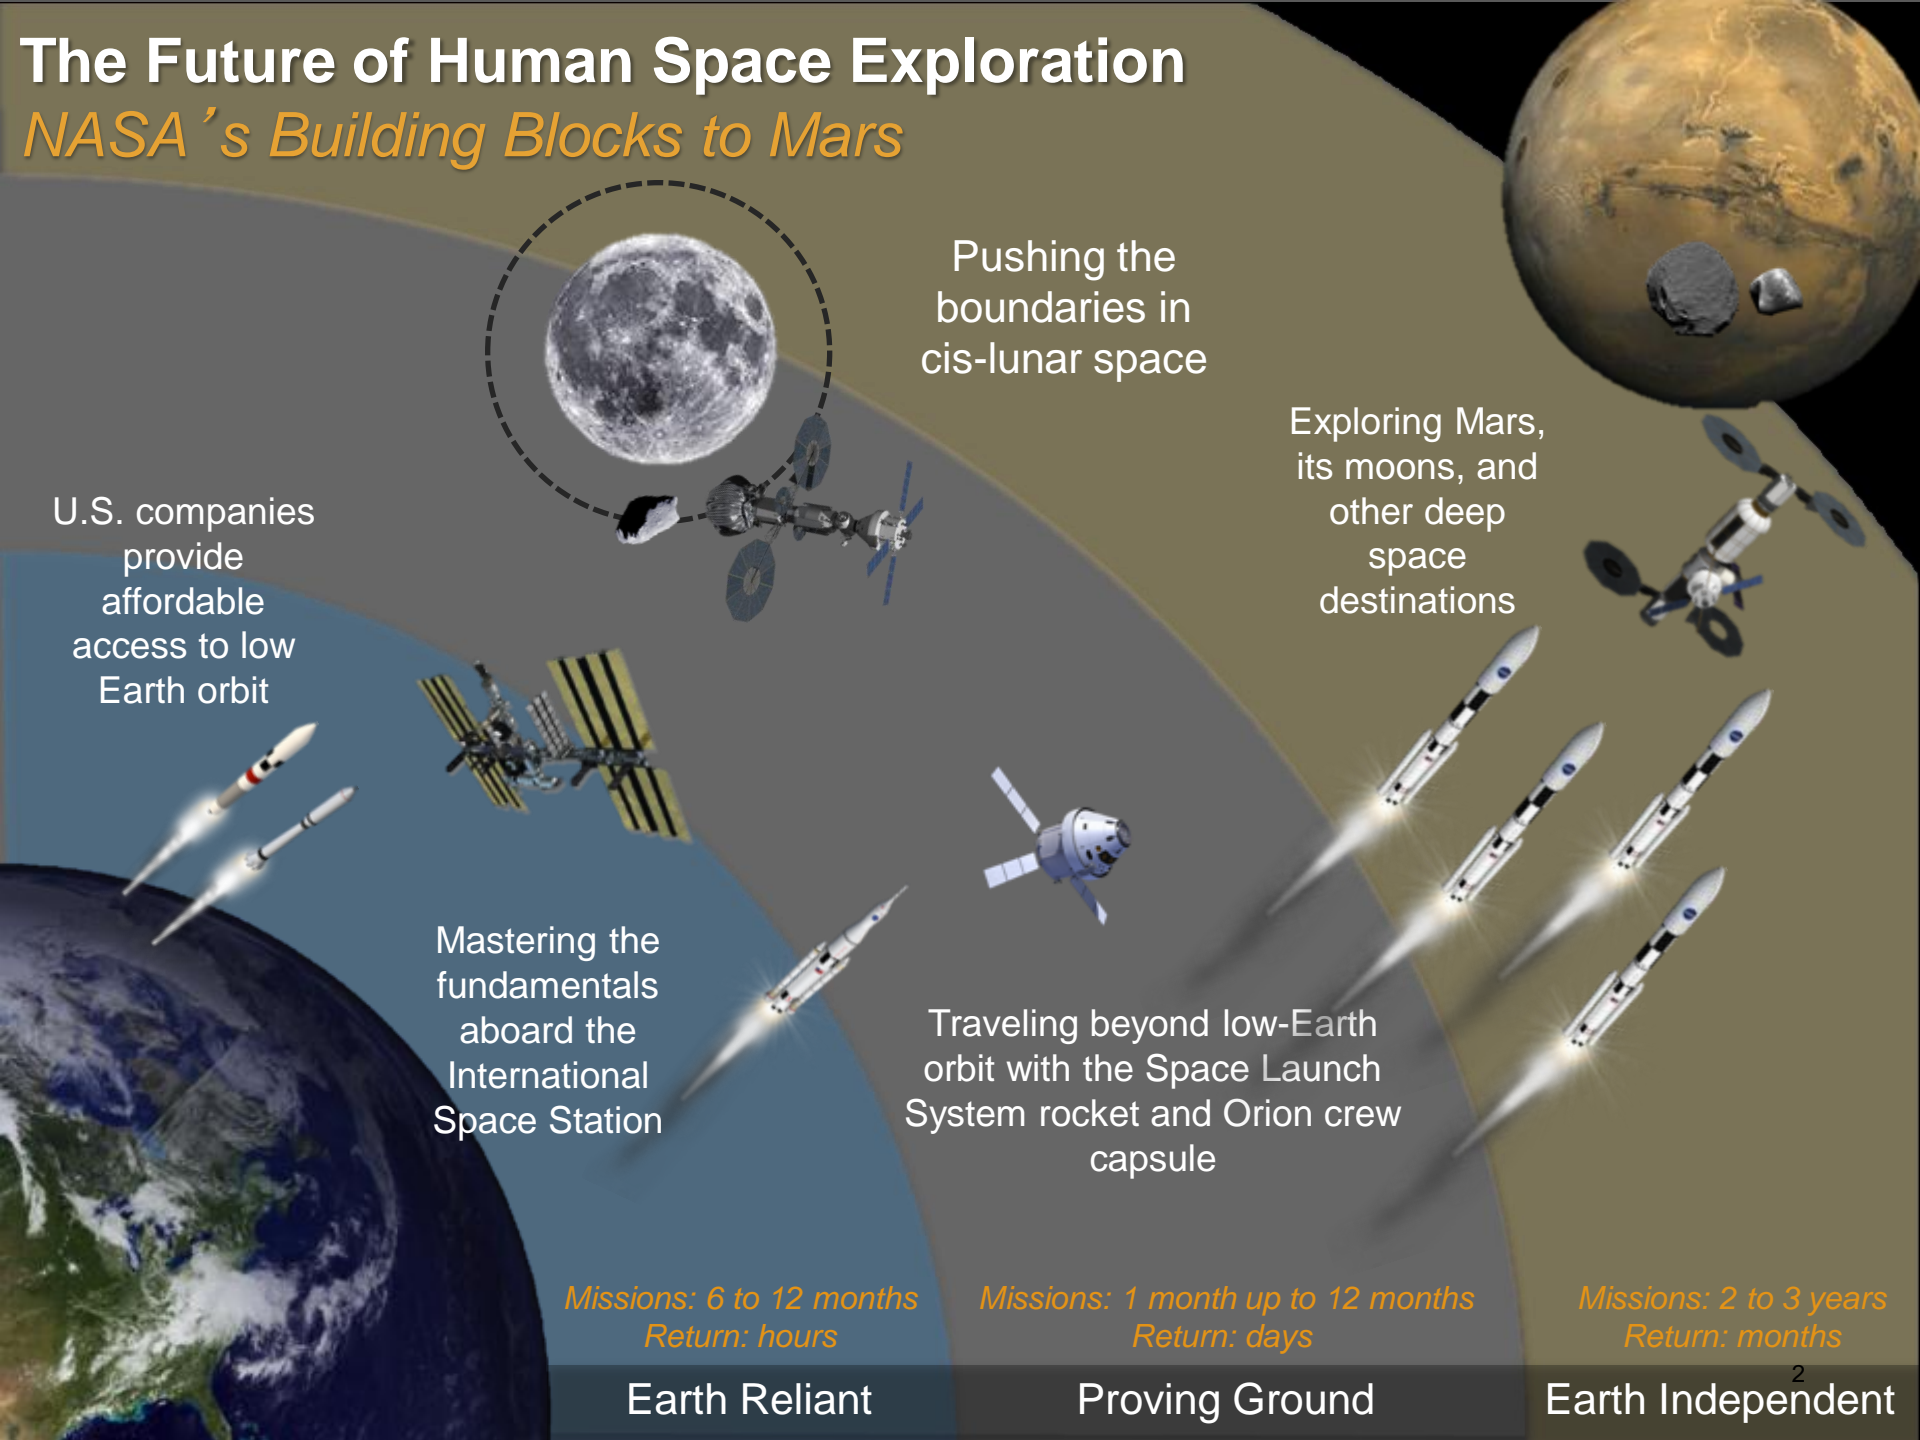 The Future of Human Space Exploration
NASA’s Building Blocks to Mars
Pushing the
boundaries in
cis-lunar space
Exploring Mars,
its moons, and
other deep
space
destinations
U.S. companies
provide
affordable
access to low
Earth orbit
Mastering the
fundamentals
aboard the
International
Space Station
Traveling beyond low-Earth
orbit with the Space Launch
System rocket and Orion crew
capsule
Missions: 6 to 12 months
Return: hours
Missions: 1 month up to 12 months
Return: days
Missions: 2 to 3 years
Return: months
2
Earth Reliant
Proving Ground
Earth Independent